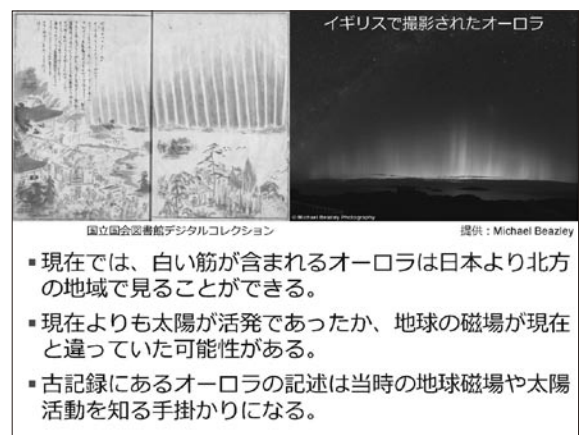 イギリスで撮影されたオーロラ
©Michael Beazley Photography
国立国会図書館デジタルコレクション
提供：Michael Beazley
▪現在では、白い筋が含まれるオーロラは日本より北方
の地域で見ることができる。
▪現在よりも太陽が活発であったか、地球の磁場が現在
と違っていた可能性がある。
▪古記録にあるオーロラの記述は当時の地球磁場や太陽
活動を知る手掛かりになる。